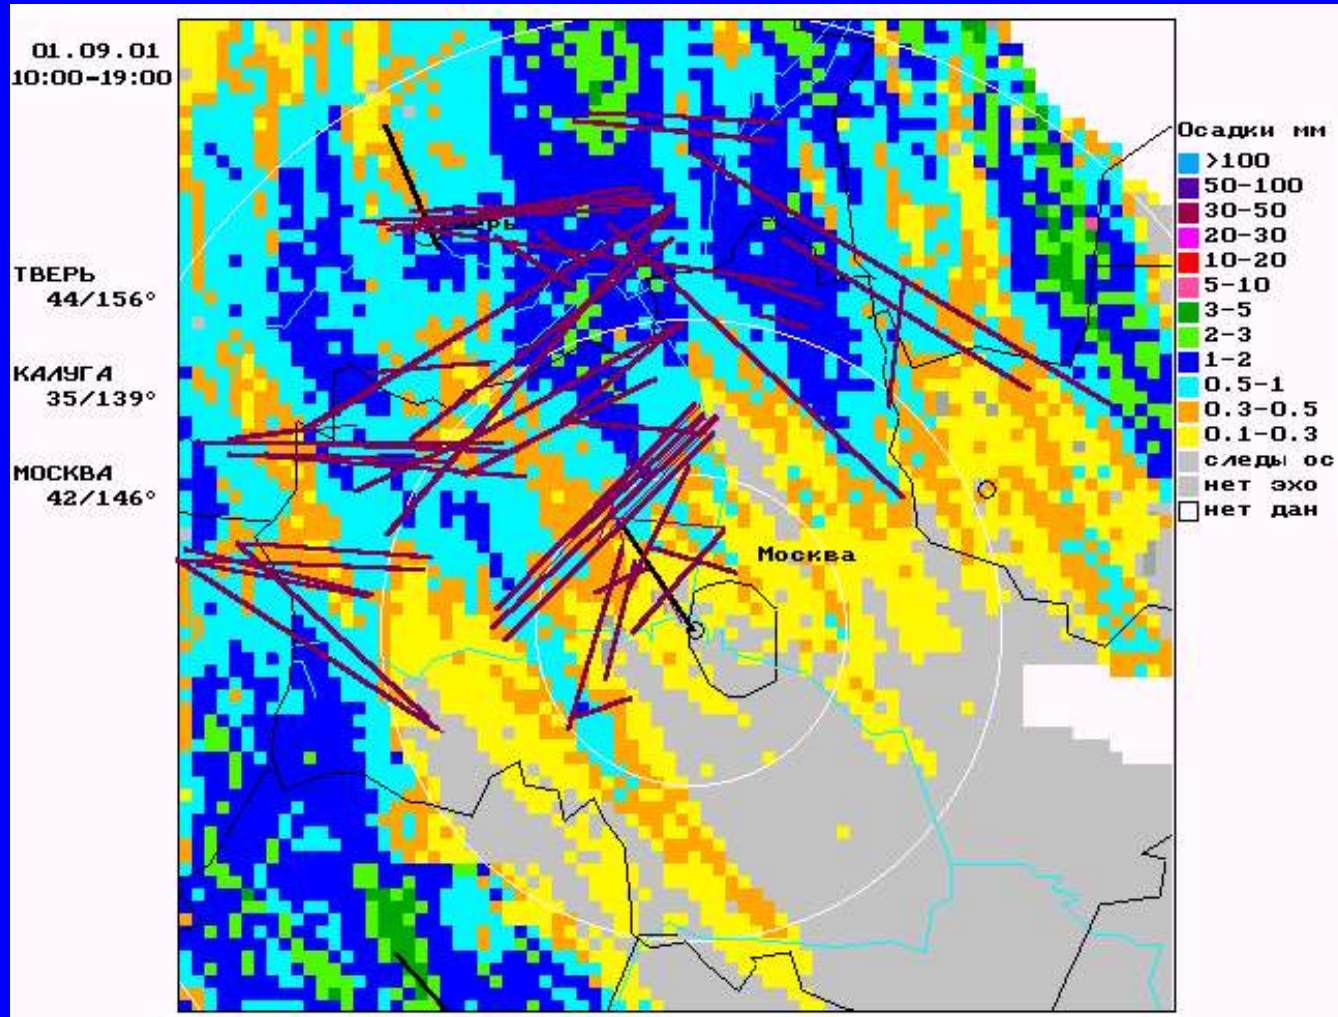 01.09.01
10:00-19:00
ТВЕРЬ
44/156°
КАЛУГА
35/139°
МОСКВА
42/146°
Москва
Осадки мм
>100
50-100
30-50
20-30
10-20
5-10
3-5
2-3
1-2
0.5-1
0.3-0.5
0.1-0.3
следы ос
нет эхо
нет дан